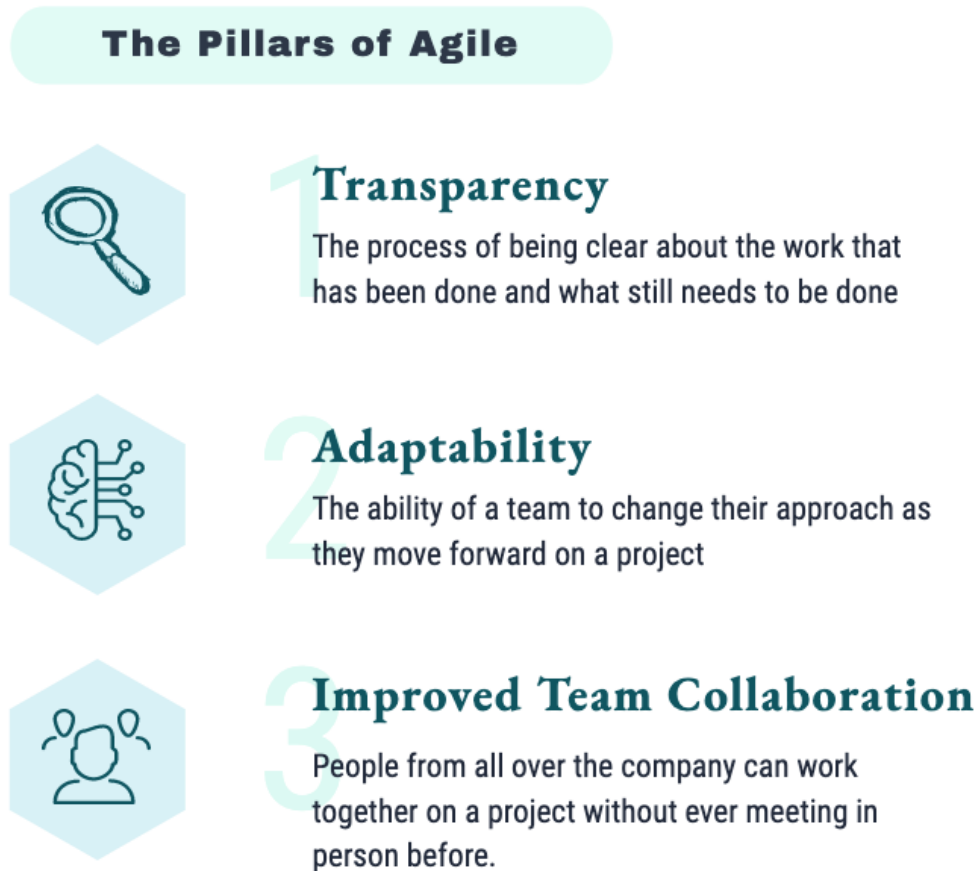 The Pillars of Agile
1
Transparency
The process of being clear about the work that
has been done and what still needs to be done
2
Adaptability
The ability of a team to change their approach as
they move forward on a project
3
Improved Team Collaboration
People from all over the company can work
together on a project without ever meeting in
person before.